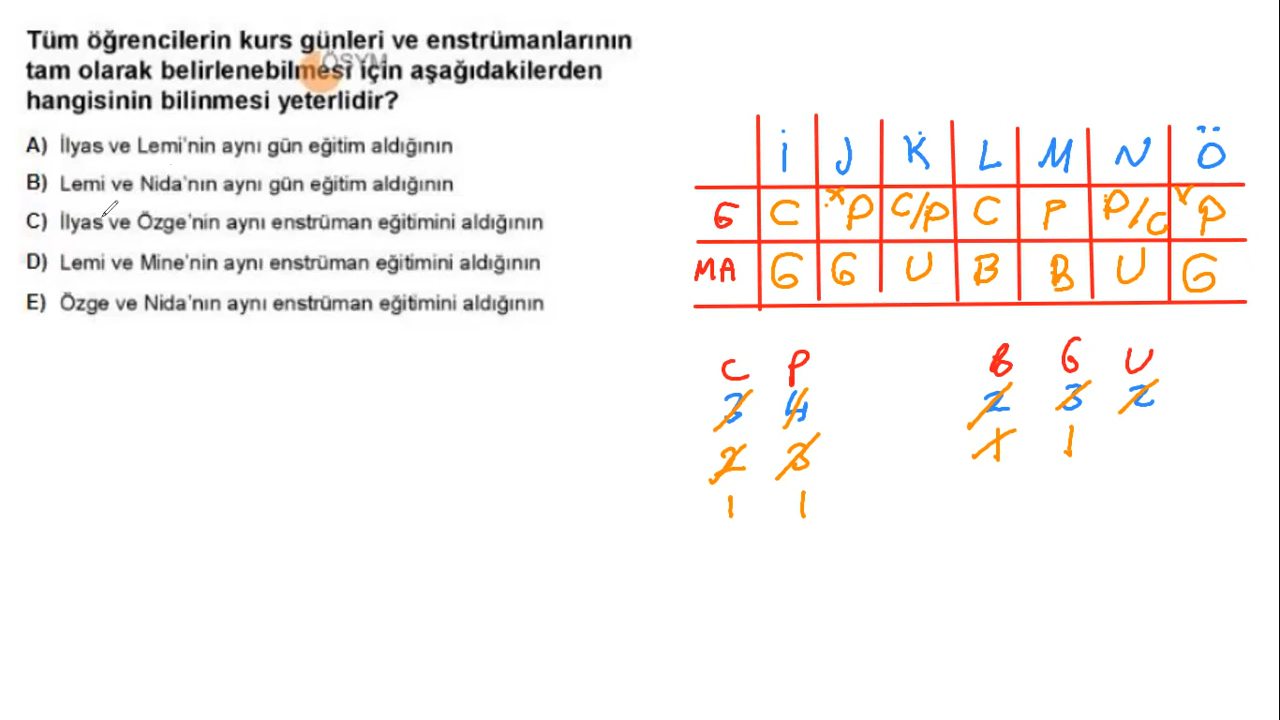 Tüm öğrencilerin kurs günleri ve enstrümanlarının
ÖSYM
tam olarak belirlenebilmesi için aşağıdakilerden
hangisinin bilinmesi yeterlidir?
A) İlyas ve Lemi'nin aynı gün eğitim aldığının
B) Lemi ve Nida'nın aynı gün eğitim aldığının
C) İlyas ve Özge'nin aynı enstrüman eğitimini aldığının
D) Lemi ve Mine'nin aynı enstrüman eğitimini aldığının
E) Özge ve Nida'nın aynı enstrüman eğitimini aldığının
İ J K L M N Ö
G C P C/P C P P/C P
MA G G U B B U G
C P B G U
3 4 2 3 2
2 3 1 1
1 1